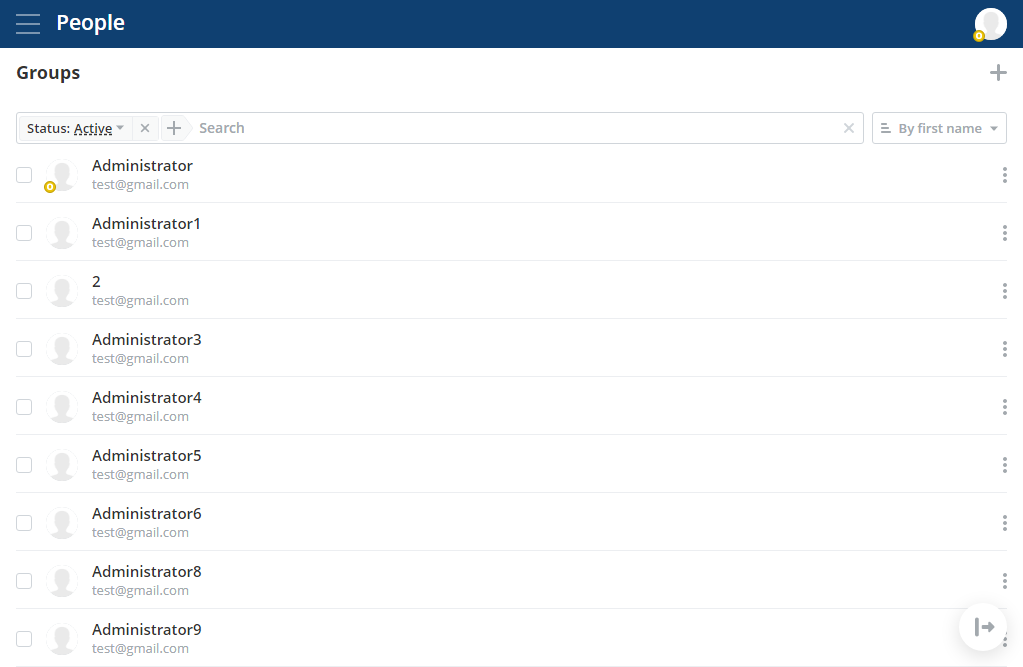 People
Groups
Status: Active
Search
By first name
Administrator
test@gmail.com
Administrator1
test@gmail.com
2
test@gmail.com
Administrator3
test@gmail.com
Administrator4
test@gmail.com
Administrator5
test@gmail.com
Administrator6
test@gmail.com
Administrator8
test@gmail.com
Administrator9
test@gmail.com